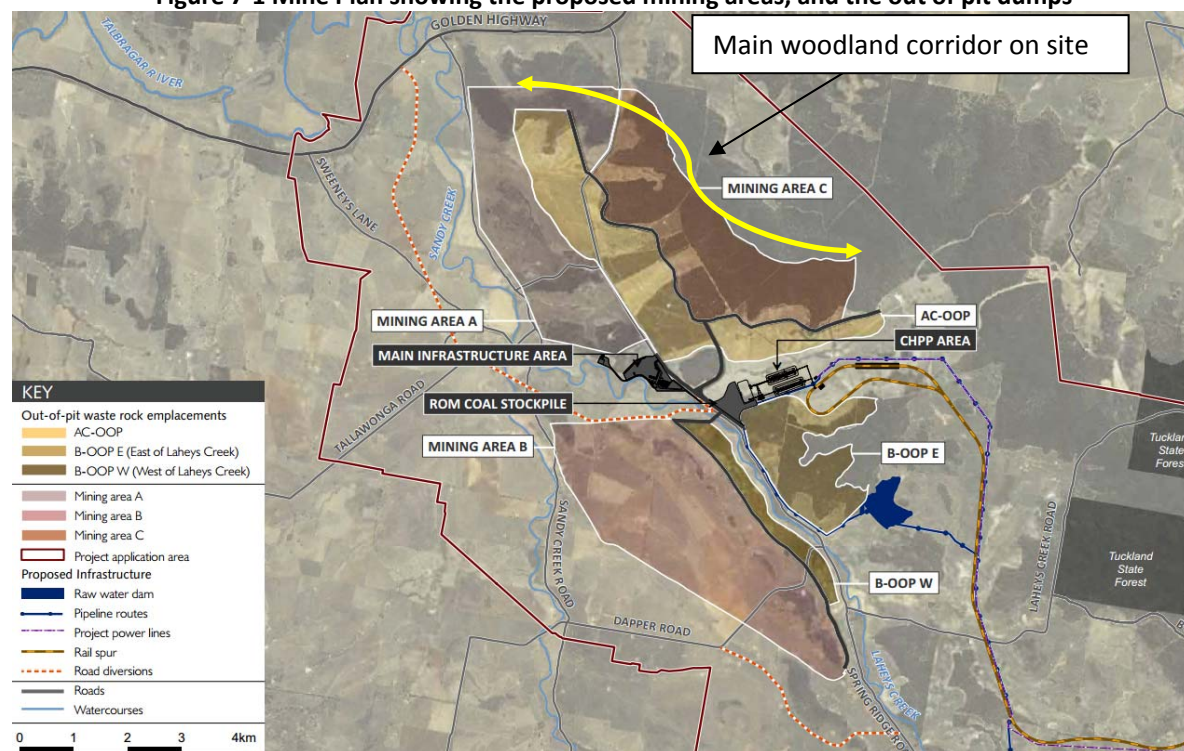 Figure 7-1 Mine Plan showing the proposed mining areas, and the out of pit dumps
GOLDEN HIGHWAY
TALBRAGAR
RIVER
Main woodland corridor on site
SWEENEYS LANE
SANDY CREEK
MINING AREA C
MINING AREA A
AC-OOP
MAIN INFRASTRUCTURE AREA
CHPP AREA
ROM COAL STOCKPILE
TALLAWONGA ROAD
MINING AREA B
B-OOP E
Tuckland
State
Forest
SANDY CREEK ROAD
LAHEYS CREEK ROAD
Tuckland
State
Forest
B-OOP W
DAPPER ROAD
LAHEYS CREEK
SPRING RIDGE
KEY
Out-of-pit waste rock emplacements
AC-OOP
B-OOP E (East of Laheys Creek)
B-OOP W (West of Laheys Creek)
Mining area A
Mining area B
Mining area C
Project application area
Proposed Infrastructure
Raw water dam
Pipeline routes
Project power lines
Rail spur
Road diversions
Roads
Watercourses
0 1 2 3 4km